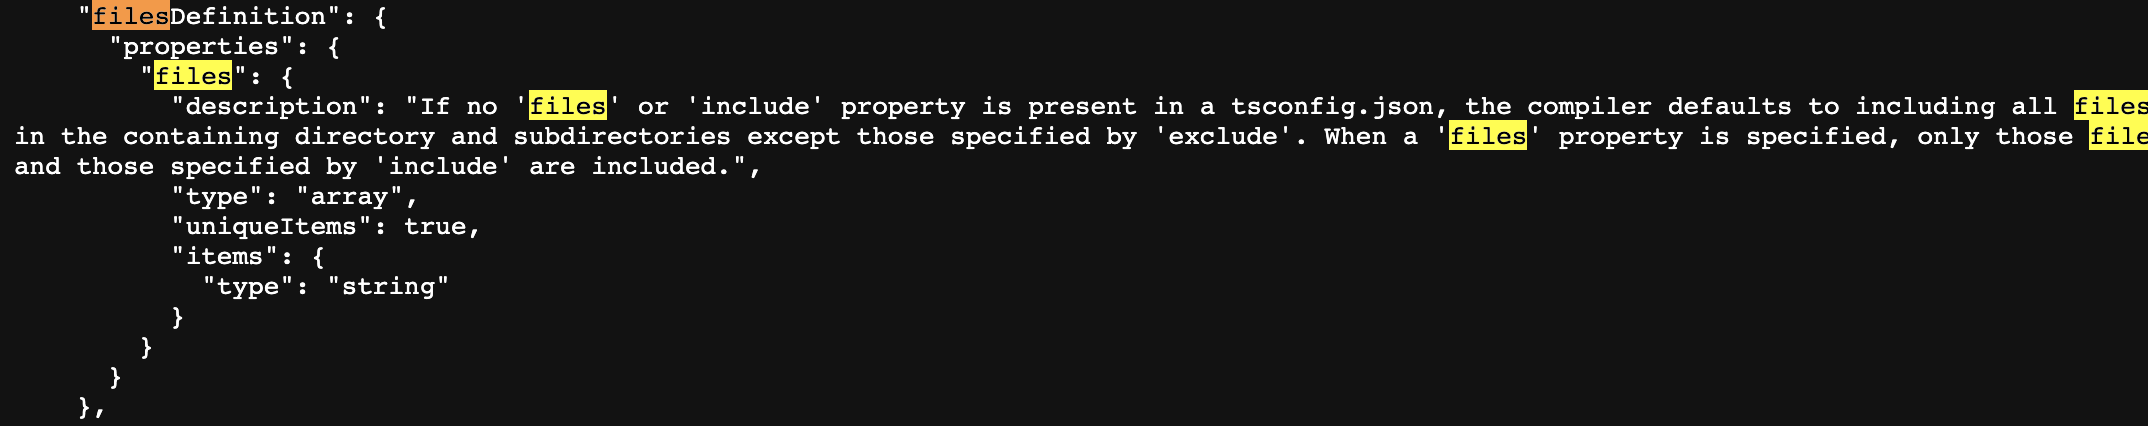 "filesDefinition": {
"properties": {
"files": {
"description": "If no 'files' or 'include' property is present in a tsconfig.json, the compiler defaults to including all files
in the containing directory and subdirectories except those specified by 'exclude'. When a 'files' property is specified, only those file
and those specified by 'include' are included.",
"type": "array",
"uniqueItems": true,
"items": {
"type": "string"
}
}
}
},